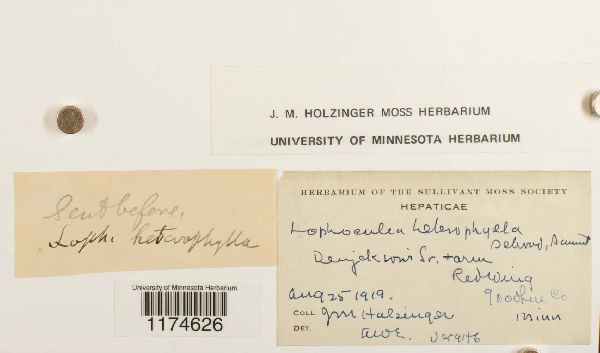 J. M. HOLZINGER MOSS HERBARIUM
UNIVERSITY OF MINNESOTA HERBARIUM
Sent before.
Loph. heterophylla
University of Minnesota Herbarium
1174626
HERBARIUM OF THE SULLIVANT MOSS SOCIETY
HEPATICAE
Lophocolea heterophylla
Schrad,
Sr. Farm
Red Wing
Aug 25 1919. Goodhue Co
COLL. J M Holzinger Minn
DET. AWE.